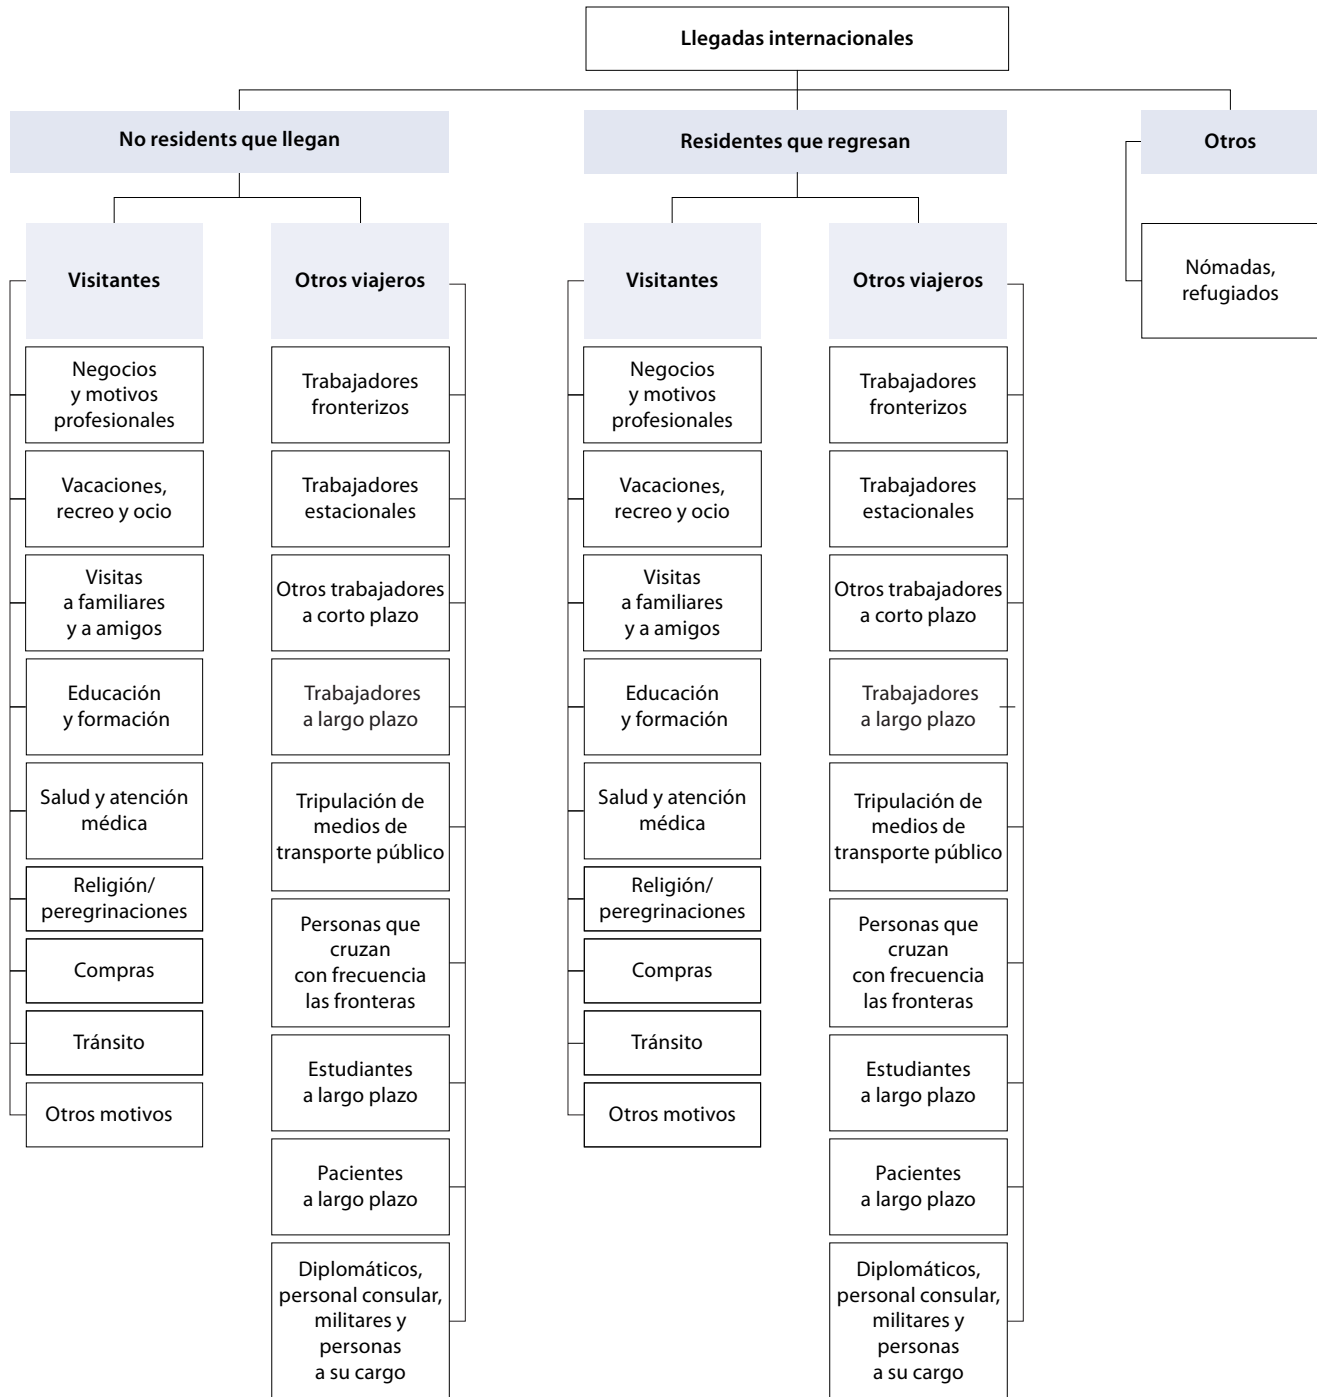 Llegadas internacionales
No residents que llegan
Residentes que regresan
Otros
Visitantes
Otros viajeros
Visitantes
Otros viajeros
Nómadas,
refugiados
Negocios
y motivos
profesionales
Vacaciones,
recreo y ocio
Visitas
a familiares
y a amigos
Educación
y formación
Salud y atención
médica
Religión/
peregrinaciones
Compras
Tránsito
Otros motivos
Trabajadores
fronterizos
Trabajadores
estacionales
Otros trabajadores
a corto plazo
Trabajadores
a largo plazo
Tripulación de
medios de
transporte público
Personas que
cruzan
con frecuencia
las fronteras
Estudiantes
a largo plazo
Pacientes
a largo plazo
Diplomáticos,
personal consular,
militares y
personas
a su cargo
Negocios
y motivos
profesionales
Vacaciones,
recreo y ocio
Visitas
a familiares
y a amigos
Educación
y formación
Salud y atención
médica
Religión/
peregrinaciones
Compras
Tránsito
Otros motivos
Trabajadores
fronterizos
Trabajadores
estacionales
Otros trabajadores
a corto plazo
Trabajadores
a largo plazo
Tripulación de
medios de
transporte público
Personas que
cruzan
con frecuencia
las fronteras
Estudiantes
a largo plazo
Pacientes
a largo plazo
Diplomáticos,
personal consular,
militares y
personas
a su cargo